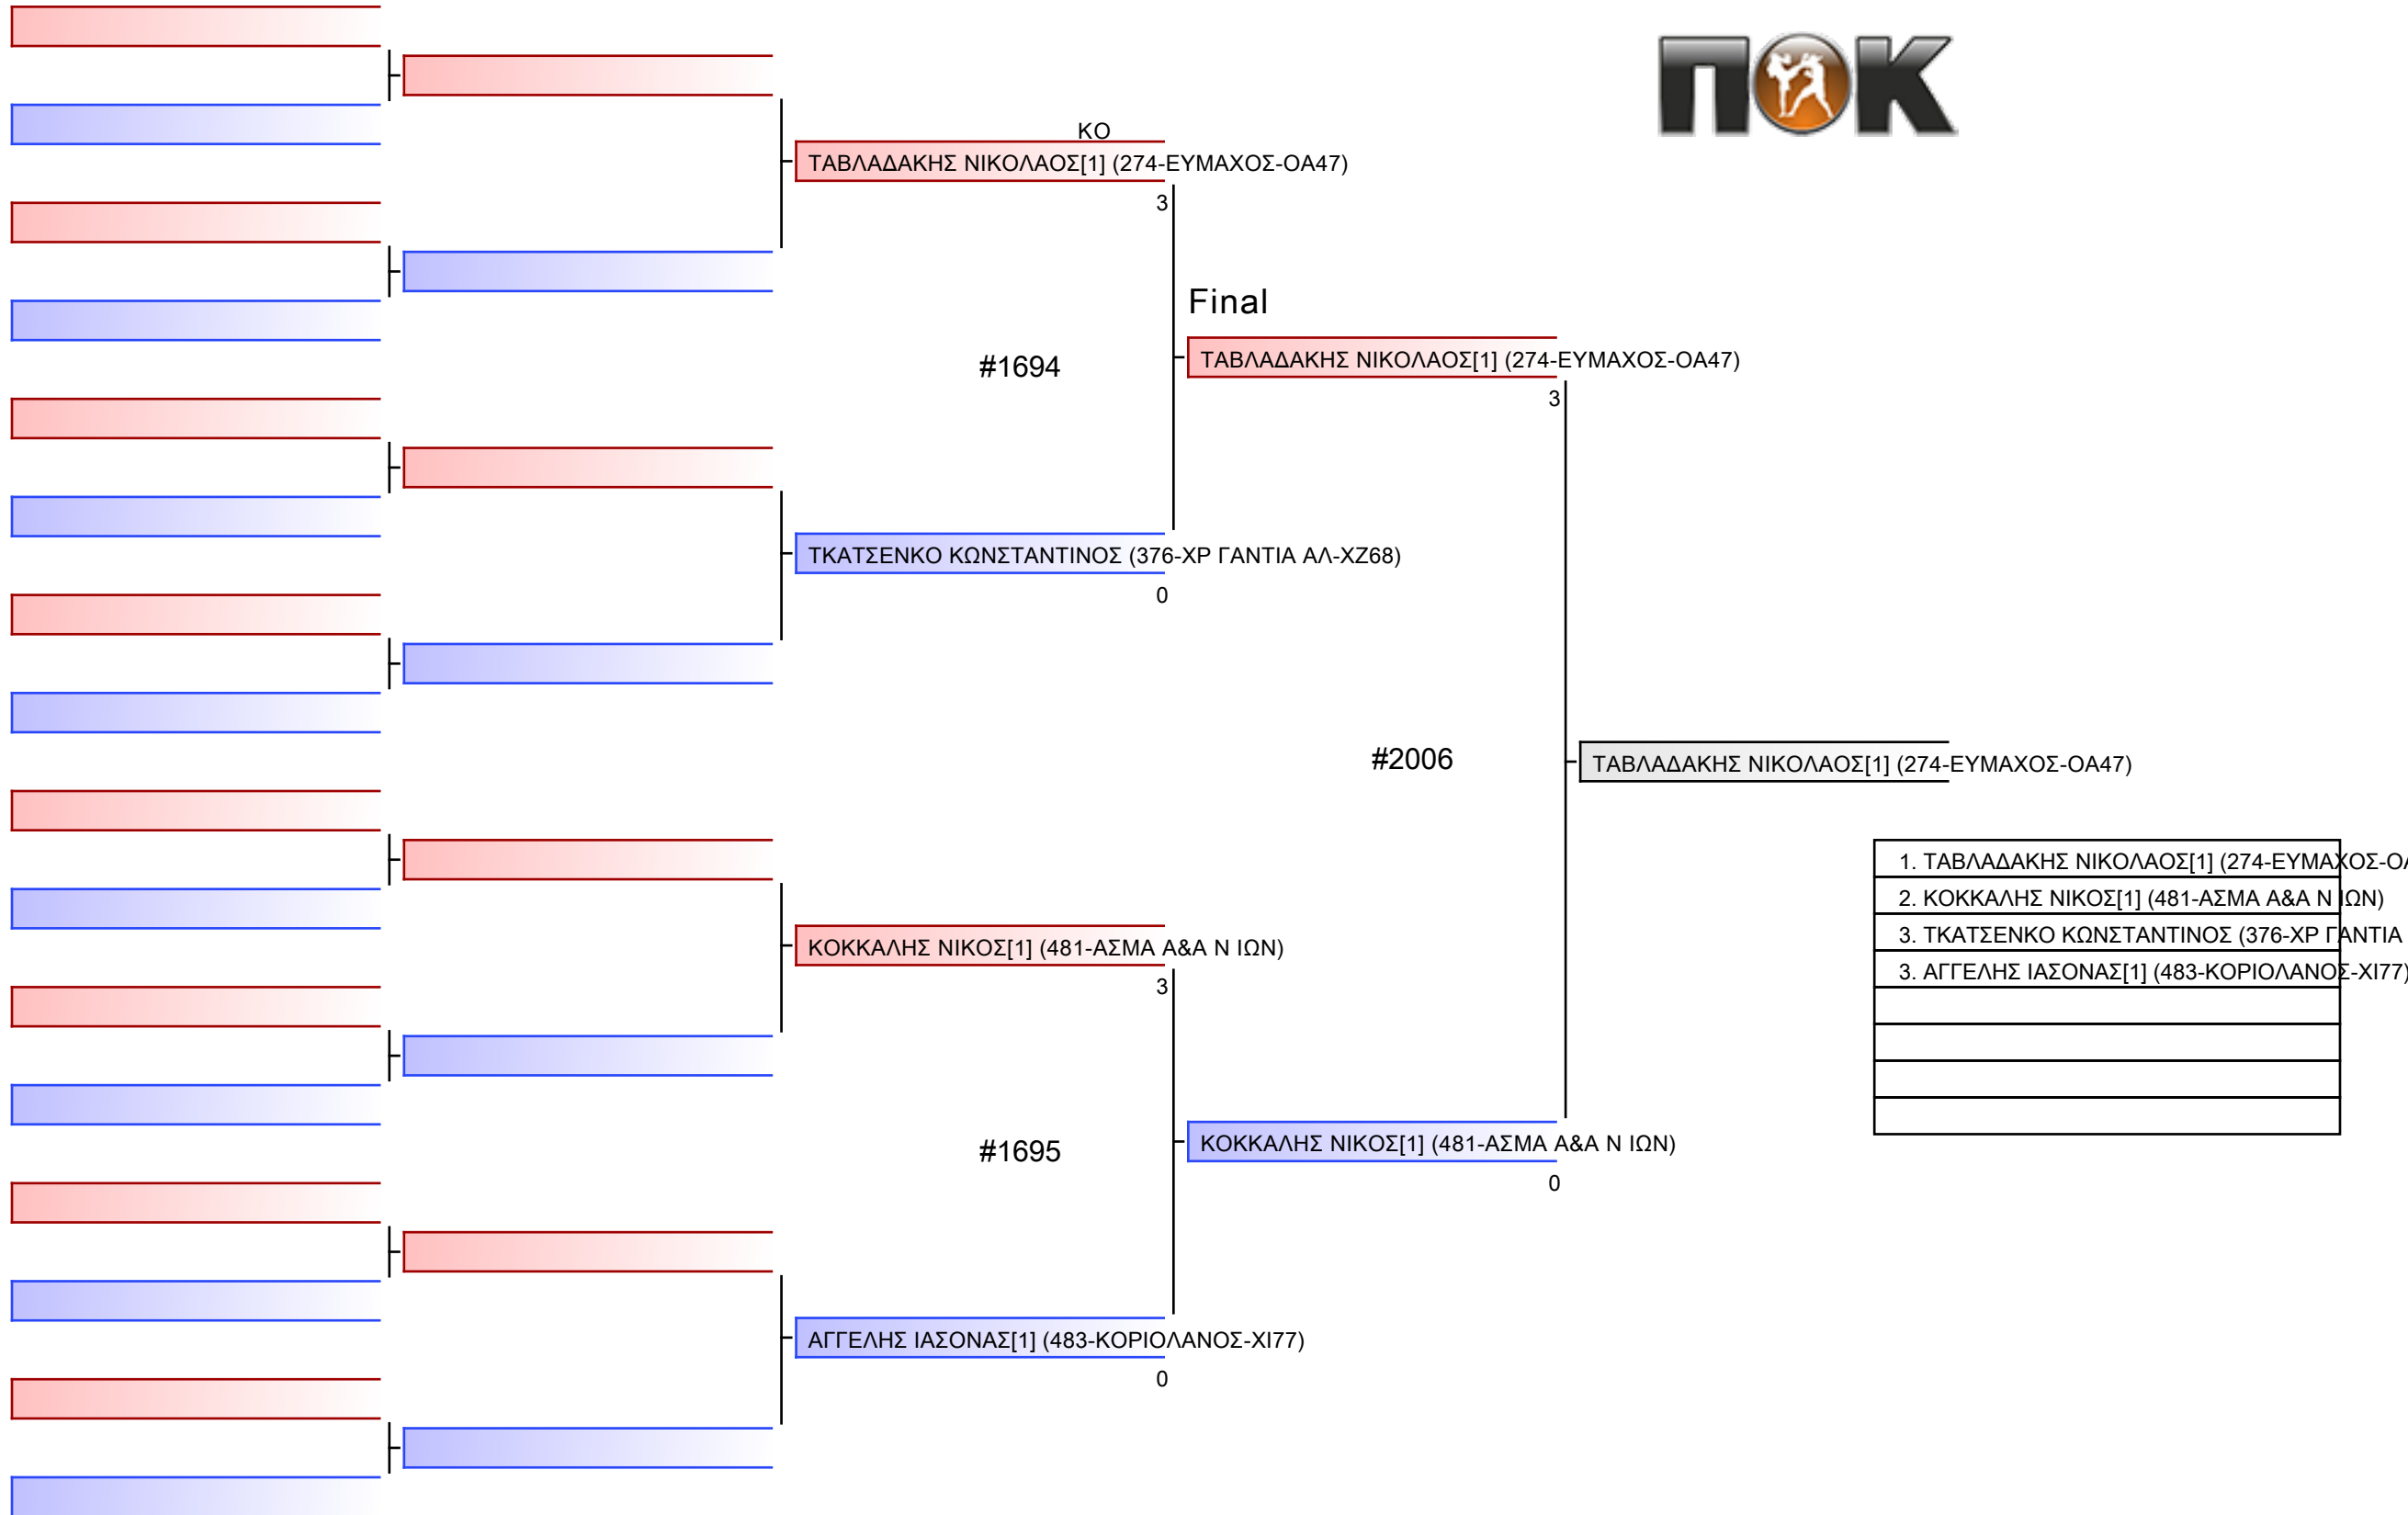 ΠΟΚ
KO
ΤΑΒΛΑΔΑΚΗΣ ΝΙΚΟΛΑΟΣ[1] (274-ΕΥΜΑΧΟΣ-ΟΑ47)
3
Final
#1694
ΤΑΒΛΑΔΑΚΗΣ ΝΙΚΟΛΑΟΣ[1] (274-ΕΥΜΑΧΟΣ-ΟΑ47)
3
ΤΚΑΤΣΕΝΚΟ ΚΩΝΣΤΑΝΤΙΝΟΣ (376-ΧΡ ΓΑΝΤΙΑ ΑΛ-ΧΖ68)
0
#2006
ΤΑΒΛΑΔΑΚΗΣ ΝΙΚΟΛΑΟΣ[1] (274-ΕΥΜΑΧΟΣ-ΟΑ47)
1. ΤΑΒΛΑΔΑΚΗΣ ΝΙΚΟΛΑΟΣ[1] (274-ΕΥΜΑΧΟΣ-ΟΑ
2. ΚΟΚΚΑΛΗΣ ΝΙΚΟΣ[1] (481-ΑΣΜΑ Α&Α Ν ΙΩΝ)
3. ΤΚΑΤΣΕΝΚΟ ΚΩΝΣΤΑΝΤΙΝΟΣ (376-ΧΡ ΓΑΝΤΙΑ
3. ΑΓΓΕΛΗΣ ΙΑΣΟΝΑΣ[1] (483-ΚΟΡΙΟΛΑΝΟΣ-ΧΙ77)
ΚΟΚΚΑΛΗΣ ΝΙΚΟΣ[1] (481-ΑΣΜΑ Α&Α Ν ΙΩΝ)
3
#1695
ΚΟΚΚΑΛΗΣ ΝΙΚΟΣ[1] (481-ΑΣΜΑ Α&Α Ν ΙΩΝ)
0
ΑΓΓΕΛΗΣ ΙΑΣΟΝΑΣ[1] (483-ΚΟΡΙΟΛΑΝΟΣ-ΧΙ77)
0